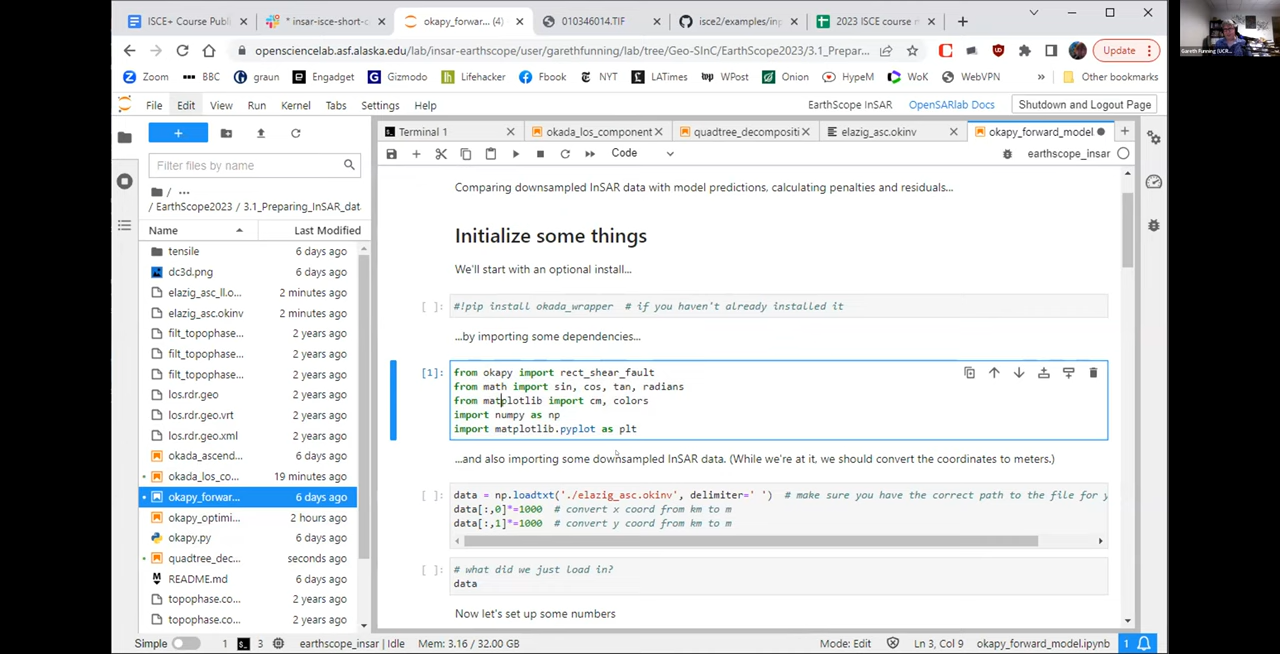 ISCE+ Course Publ
* insar-isce-short-c
okapy_forwa... (4)
010346014.TIF
isce2/examples/inp
2023 ISCE course m
opensciencelab.asf.alaska.edu/lab/insar-earthscope/user/garethfunning/lab/tree/Geo-SInC/EarthScope2023/3.1_Prepar...
Update
Gareth Funning (UCR...
Zoom
BBC
graun
Engadget
Gizmodo
Lifehacker
Fbook
NYT
LATimes
WPost
Onion
HypeM
WoK
WebVPN
»
Other bookmarks
File
Edit
View
Run
Kernel
Tabs
Settings
Help
EarthScope InSAR
OpenSARlab Docs
Shutdown and Logout Page
Terminal 1
okada_los_component
quadtree_decompositi
elazig_asc.okinv
okapy_forward_model
Code
earthscope_insar
Filter files by name
/ ...
/ EarthScope2023 / 3.1_Preparing_InSAR_dat
Name
Last Modified
tensile 6 days ago
dc3d.png 6 days ago
elazig_asc_ll.o... 2 minutes ago
elazig_asc.okinv 2 minutes ago
filt_topophase... 2 years ago
filt_topophase... 2 years ago
filt_topophase... 2 years ago
los.rdr.geo 2 years ago
los.rdr.geo.vrt 2 years ago
los.rdr.geo.xml 2 years ago
okada_ascend... 6 days ago
okada_los_co... 19 minutes ago
okapy_forwar... 6 days ago
okapy_optimi... 2 hours ago
okapy.py 6 days ago
quadtree_dec... seconds ago
README.md 6 days ago
topophase.co... 2 years ago
topophase.co... 2 years ago
Comparing downsampled InSAR data with model predictions, calculating penalties and residuals...
Initialize some things
We'll start with an optional install...
[ ]: #!pip install okada_wrapper # if you haven't already installed it
...by importing some dependencies...
[1]: from okapy import rect_shear_fault
from math import sin, cos, tan, radians
from matplotlib import cm, colors
import numpy as np
import matplotlib.pyplot as plt
...and also importing some downsampled InSAR data. (While we're at it, we should convert the coordinates to meters.)
[ ]: data = np.loadtxt('./elazig_asc.okinv', delimiter=' ') # make sure you have the correct path to the file for y
data[:,0]*=1000 # convert x coord from km to m
data[:,1]*=1000 # convert y coord from km to m
[ ]: # what did we just load in?
data
Now let's set up some numbers
Simple
1
3
earthscope_insar | Idle
Mem: 3.16 / 32.00 GB
Mode: Edit
Ln 3, Col 9
okapy_forward_model.ipynb
1